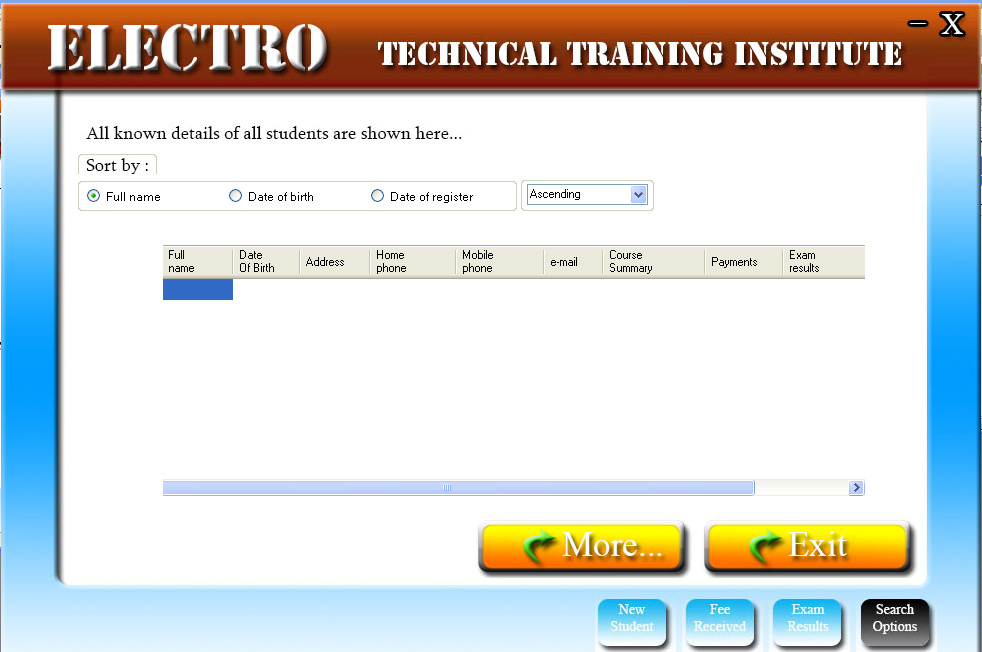 ELECTRO TECHNICAL TRAINING INSTITUTE
X
All known details of all students are shown here...
Sort by :
Full name
Date of birth
Date of register
Ascending
Full
name
Date
Of Birth
Address
Home
phone
Mobile
phone
e-mail
Course
Summary
Payments
Exam
results
More...
Exit
New
Student
Fee
Received
Exam
Results
Search
Options